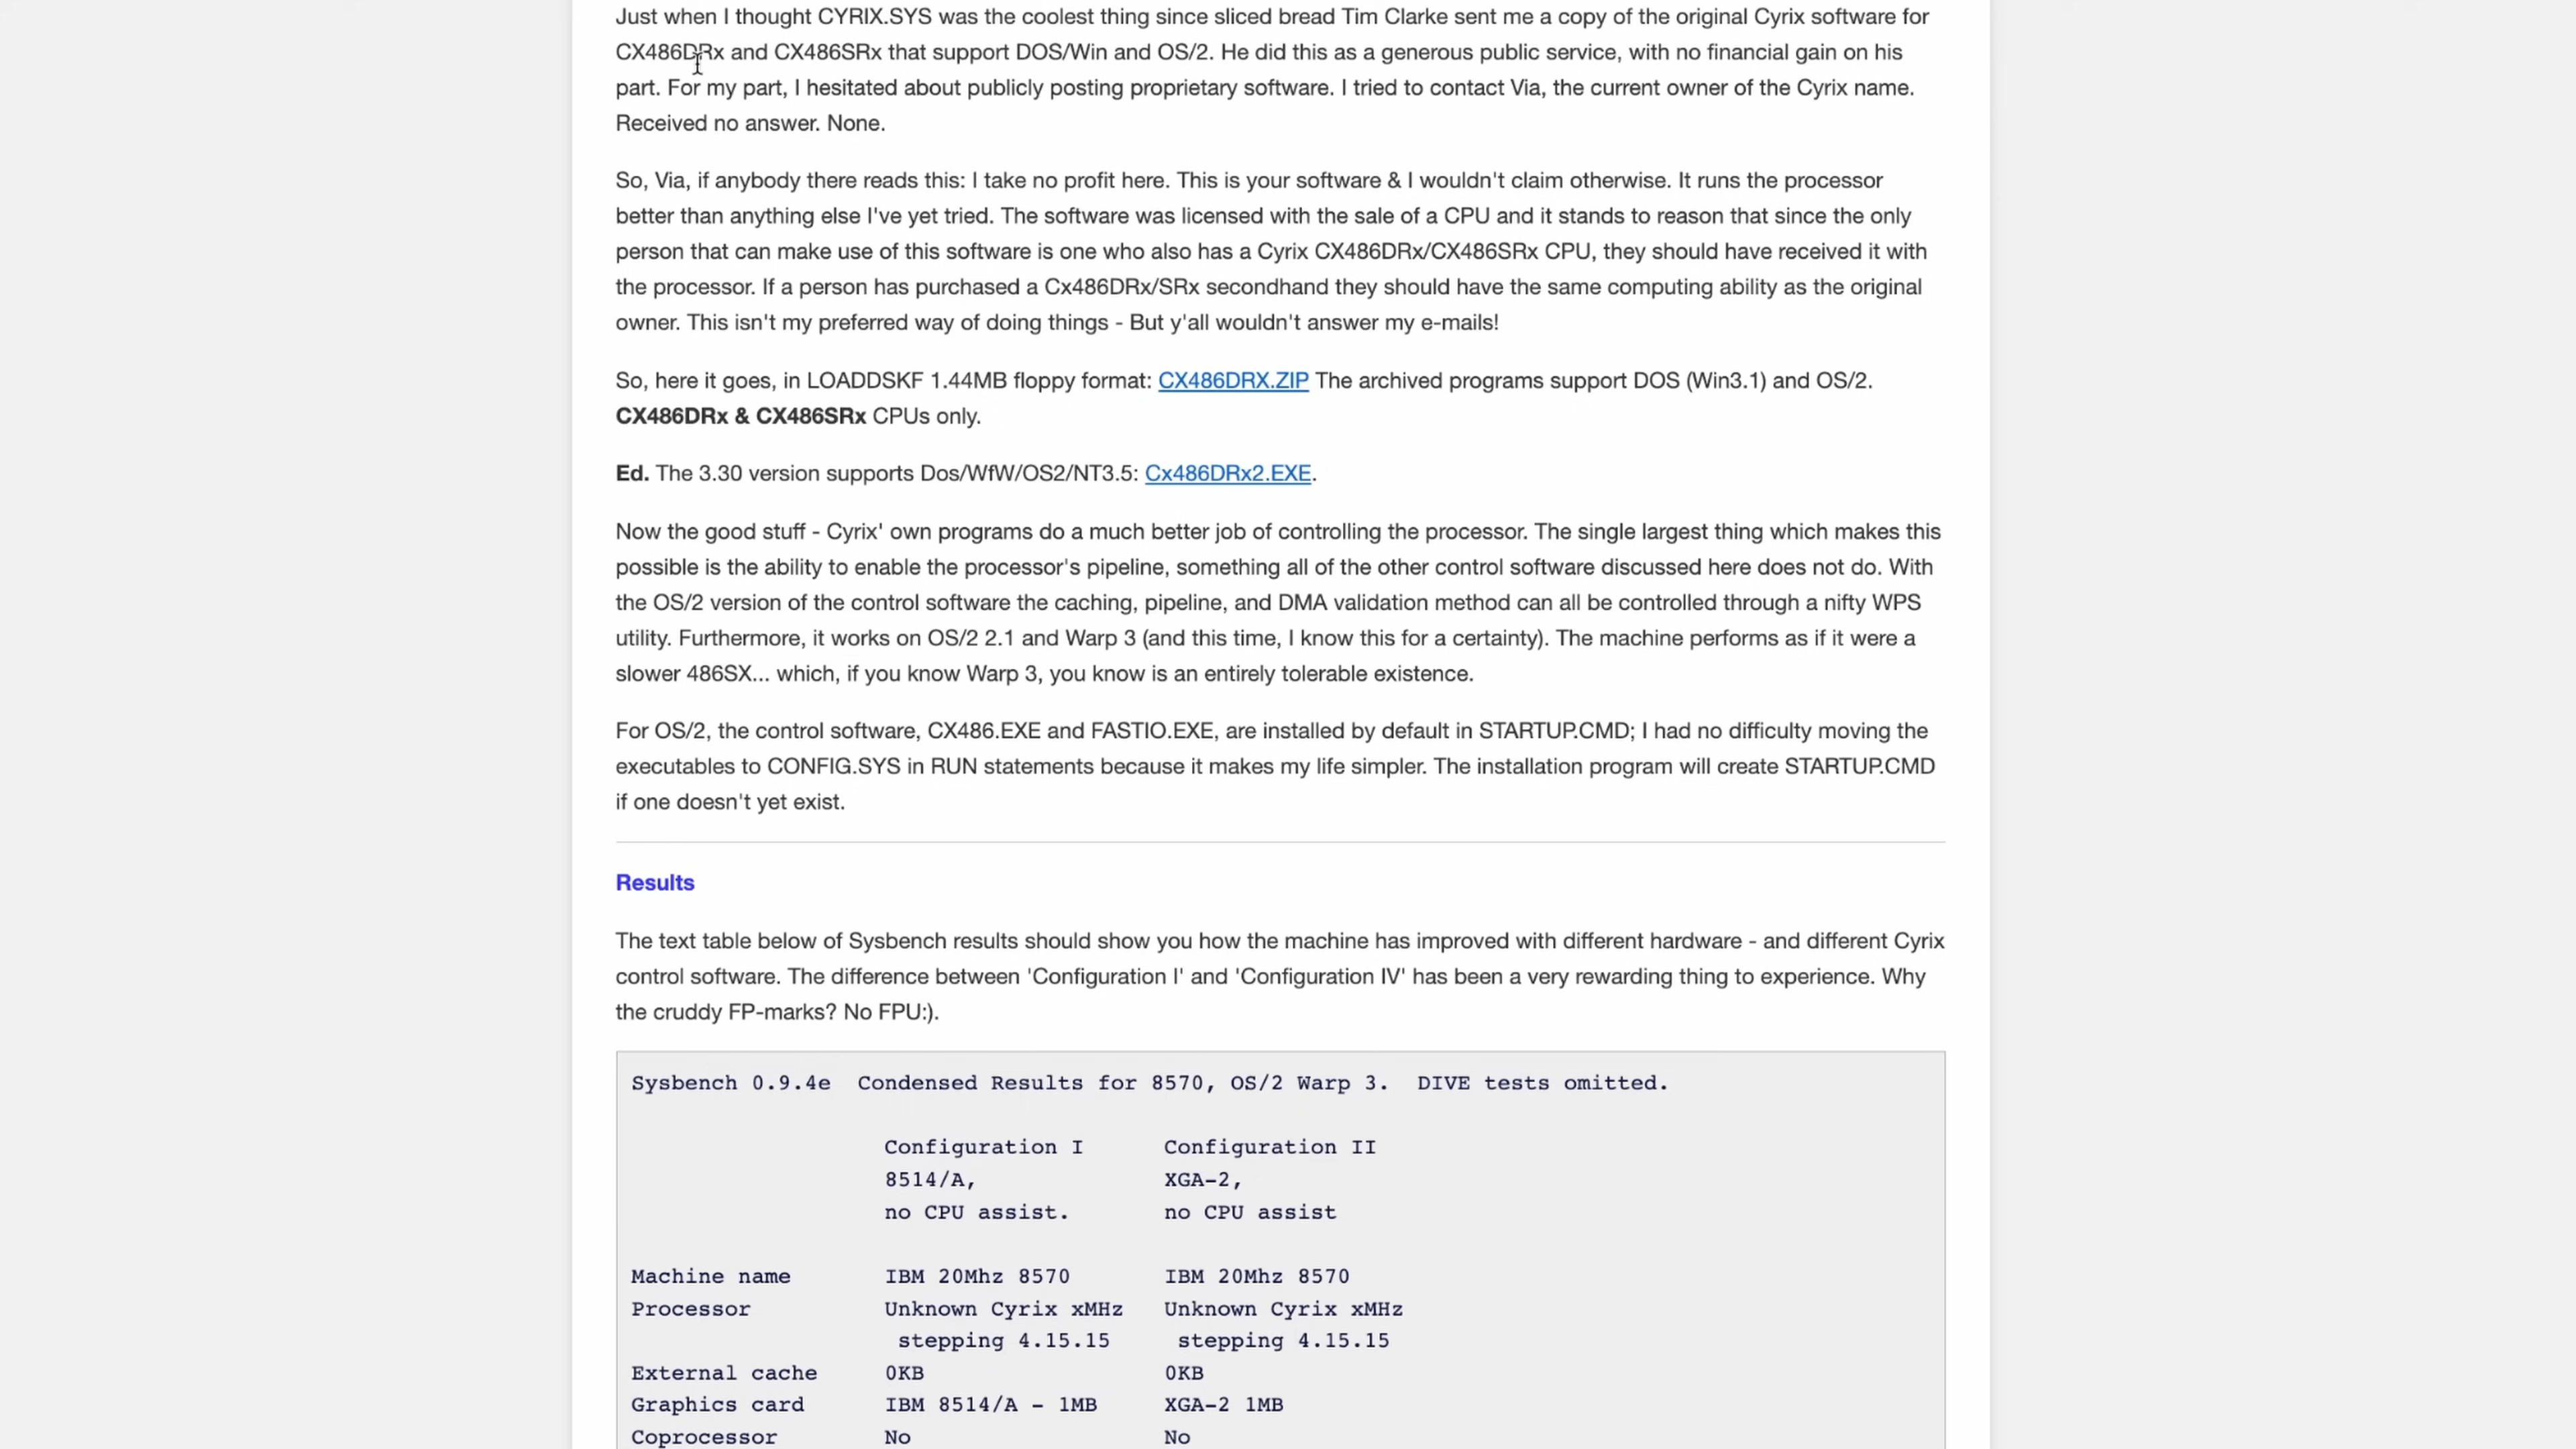 Just when I thought CYRIX.SYS was the coolest thing since sliced bread Tim Clarke sent me a copy of the original Cyrix software for
CX486DRx and CX486SRx that support DOS/Win and OS/2. He did this as a generous public service, with no financial gain on his
part. For my part, I hesitated about publicly posting proprietary software. I tried to contact Via, the current owner of the Cyrix name.
Received no answer. None.
So, Via, if anybody there reads this: I take no profit here. This is your software & I wouldn't claim otherwise. It runs the processor
better than anything else I've yet tried. The software was licensed with the sale of a CPU and it stands to reason that since the only
person that can make use of this software is one who also has a Cyrix CX486DRx/CX486SRx CPU, they should have received it with
the processor. If a person has purchased a Cx486DRx/SRx secondhand they should have the same computing ability as the original
owner. This isn't my preferred way of doing things - But y'all wouldn't answer my e-mails!
So, here it goes, in LOADDSKF 1.44MB floppy format: CX486DRX.ZIP The archived programs support DOS (Win3.1) and OS/2.
CX486DRx & CX486SRx CPUs only.
Ed. The 3.30 version supports Dos/WfW/OS2/NT3.5: Cx486DRx2.EXE.
Now the good stuff - Cyrix' own programs do a much better job of controlling the processor. The single largest thing which makes this
possible is the ability to enable the processor's pipeline, something all of the other control software discussed here does not do. With
the OS/2 version of the control software the caching, pipeline, and DMA validation method can all be controlled through a nifty WPS
utility. Furthermore, it works on OS/2 2.1 and Warp 3 (and this time, I know this for a certainty). The machine performs as if it were a
slower 486SX... which, if you know Warp 3, you know is an entirely tolerable existence.
For OS/2, the control software, CX486.EXE and FASTIO.EXE, are installed by default in STARTUP.CMD; I had no difficulty moving the
executables to CONFIG.SYS in RUN statements because it makes my life simpler. The installation program will create STARTUP.CMD
if one doesn't yet exist.
Results
The text table below of Sysbench results should show you how the machine has improved with different hardware - and different Cyrix
control software. The difference between 'Configuration I' and 'Configuration IV' has been a very rewarding thing to experience. Why
the cruddy FP-marks? No FPU:).
Sysbench 0.9.4e  Condensed Results for 8570, OS/2 Warp 3.  DIVE tests omitted.
Configuration I      Configuration II
8514/A,              XGA-2,
no CPU assist.       no CPU assist
Machine name       IBM 20Mhz 8570       IBM 20Mhz 8570
Processor          Unknown Cyrix xMHz   Unknown Cyrix xMHz
stepping 4.15.15     stepping 4.15.15
External cache     0KB                  0KB
Graphics card      IBM 8514/A - 1MB     XGA-2 1MB
Coprocessor        No                   No